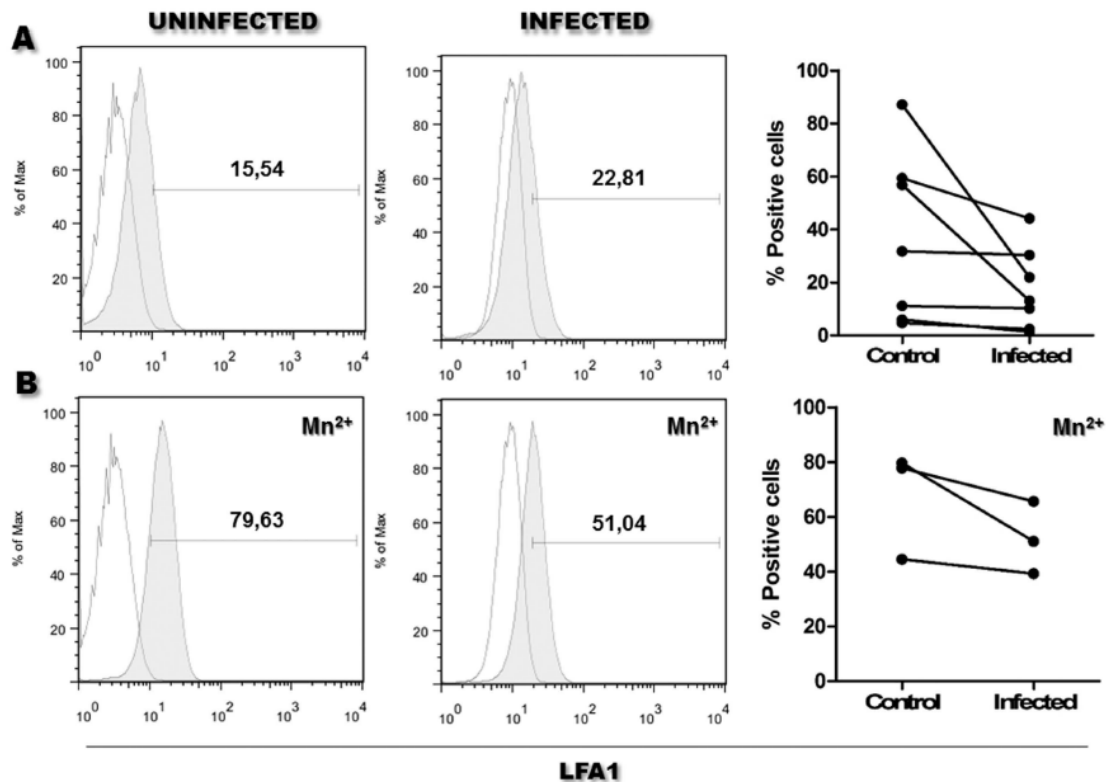 UNINFECTED
INFECTED
A
% of Max
100
80
60
40
20
15,54
10^0 10^1 10^2 10^3 10^4
% of Max
100
80
60
40
20
22,81
10^0 10^1 10^2 10^3 10^4
% Positive cells
100
80
60
40
20
0
Control Infected
B
% of Max
100
80
60
40
20
Mn²⁺
79,63
10^0 10^1 10^2 10^3 10^4
% of Max
100
80
60
40
20
Mn²⁺
51,04
10^0 10^1 10^2 10^3 10^4
% Positive cells
100
80
60
40
20
0
Mn²⁺
Control Infected
LFA1